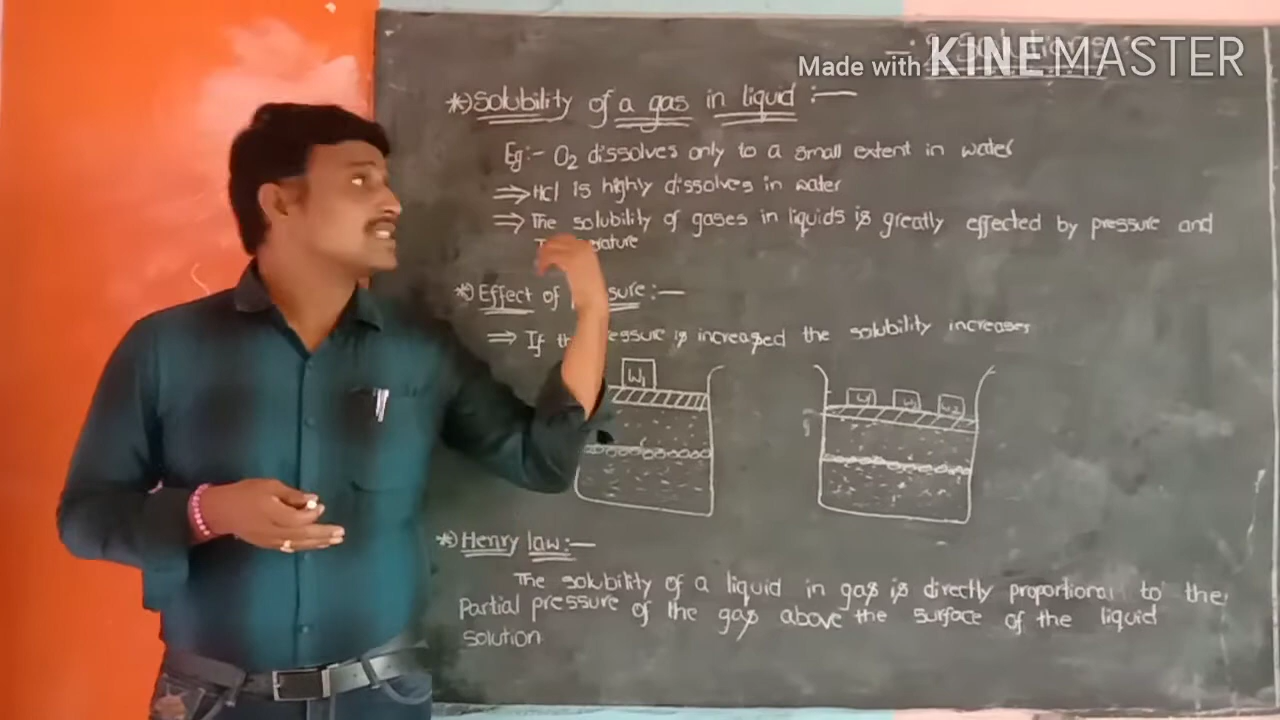 2. Solutions:
Made with KINEMASTER
*) Solubility of a gas in liquid :—
Eg:- O2 dissolves only to a small extent in water
⇒ HCl is highly dissolves in water
⇒ The solubility of gases in liquids is greatly effected by pressure and
*) Effect of :—
⇒ If is increased the solubility increases
W1
*) Henry law:—
The solubility of a liquid in gas is directly proportional to the
Partial pressure of the gas above the surface of the liquid
solution